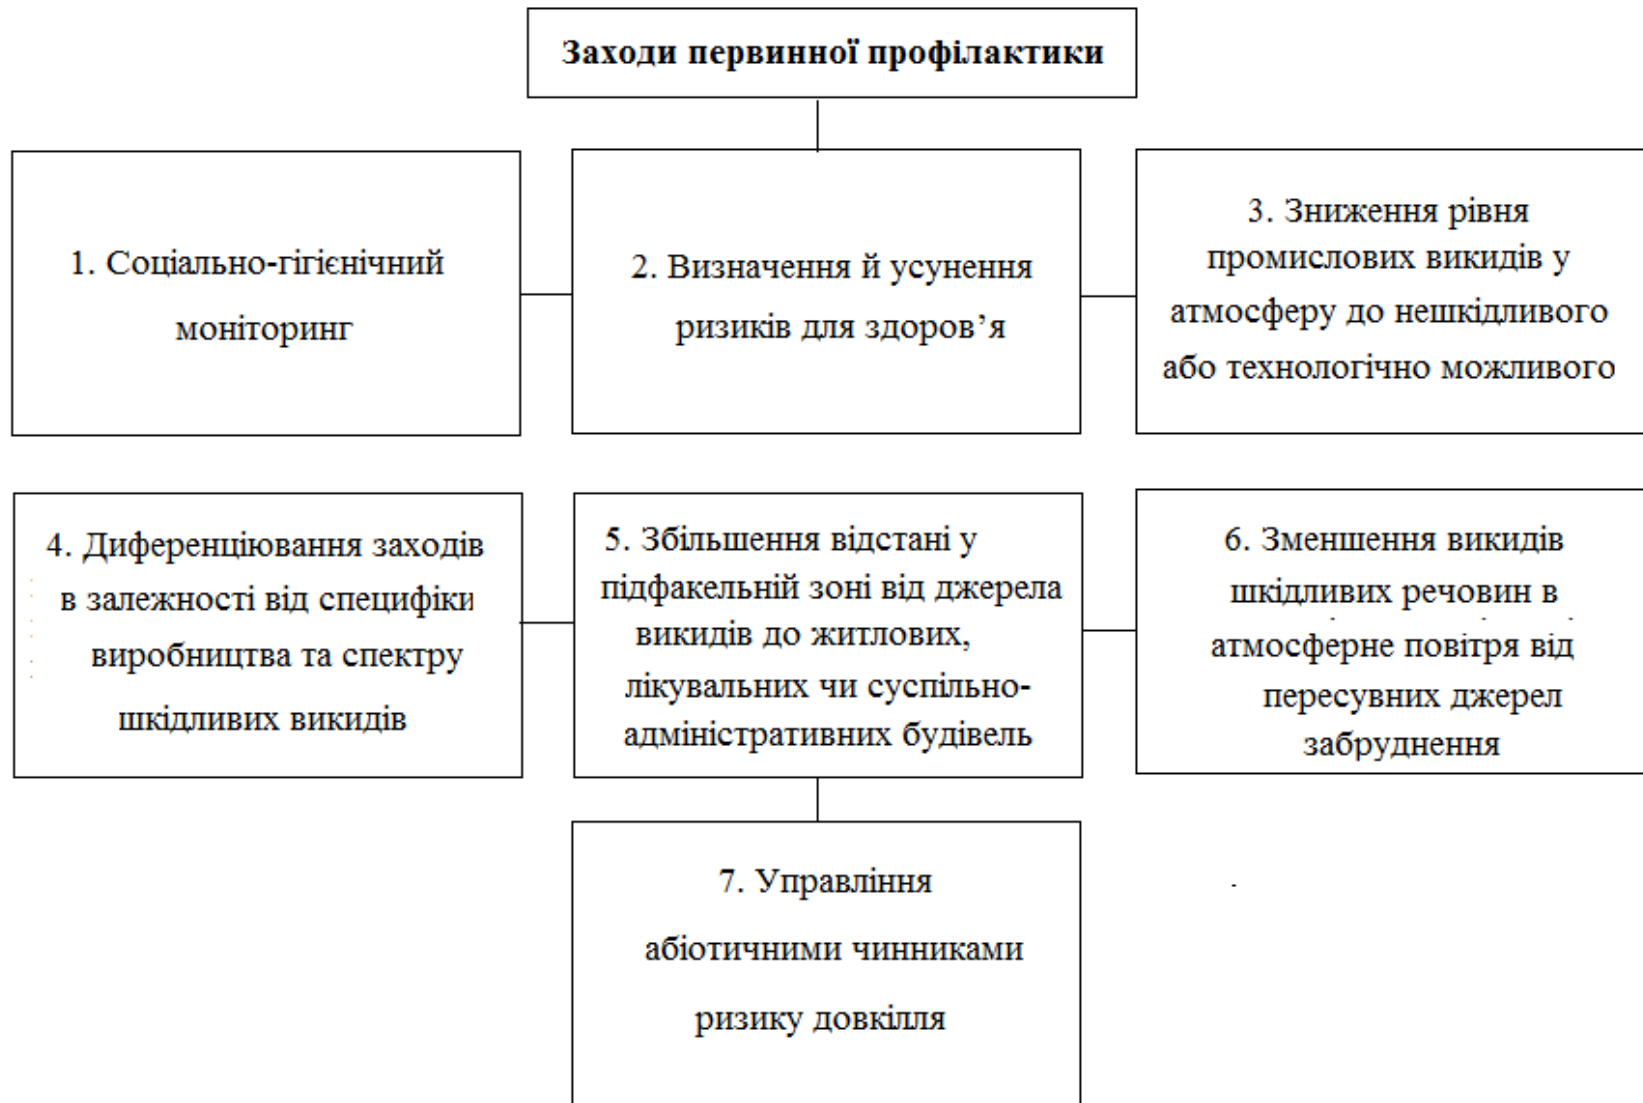 Заходи первинної профілактики
1. Соціально-гігієнічний
моніторинг
2. Визначення й усунення
ризиків для здоров’я
3. Зниження рівня
промислових викидів у
атмосферу до нешкідливого
або технологічно можливого
4. Диференціювання заходів
в залежності від специфіки
виробництва та спектру
шкідливих викидів
5. Збільшення відстані у
підфакельній зоні від джерела
викидів до житлових,
лікувальних чи суспільно-
адміністративних будівель
6. Зменшення викидів
шкідливих речовин в
атмосферне повітря від
пересувних джерел
забруднення
7. Управління
абіотичними чинниками
ризику довкілля